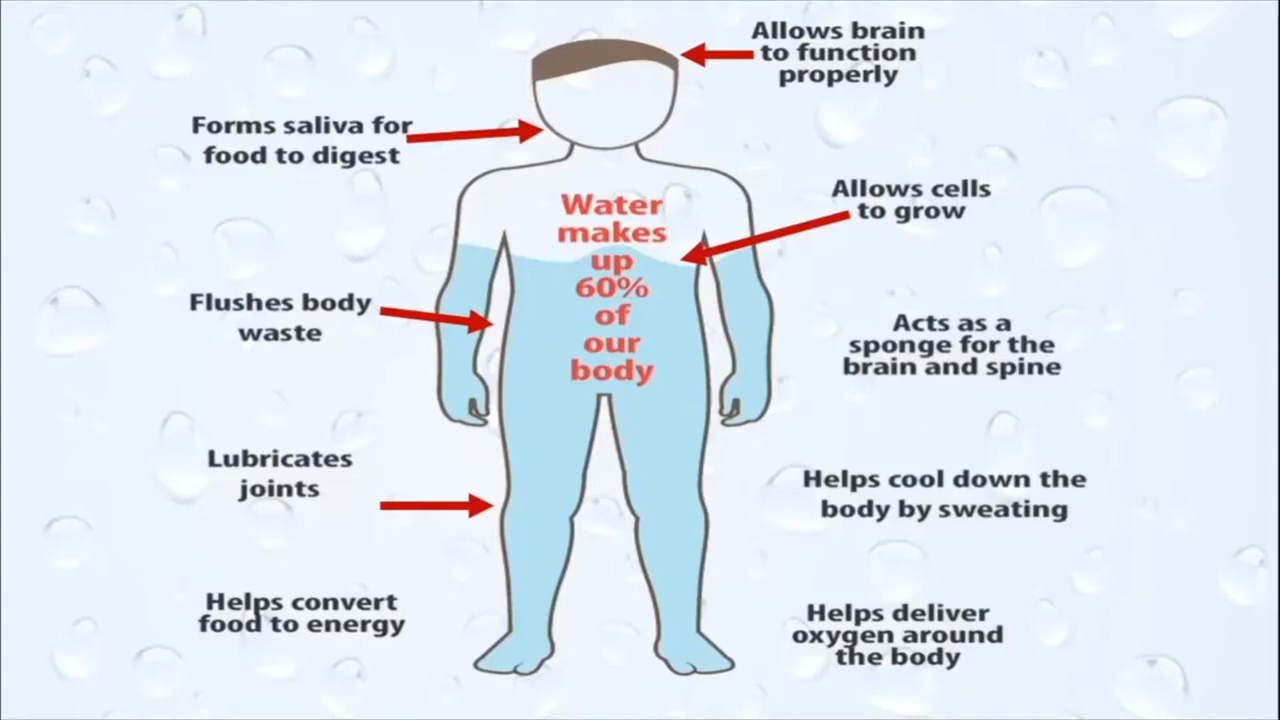 Allows brain
to function
properly
Forms saliva for
food to digest
Allows cells
to grow
Water
makes
up
60%
of
our
body
Flushes body
waste
Acts as a
sponge for the
brain and spine
Lubricates
joints
Helps cool down the
body by sweating
Helps convert
food to energy
Helps deliver
oxygen around
the body